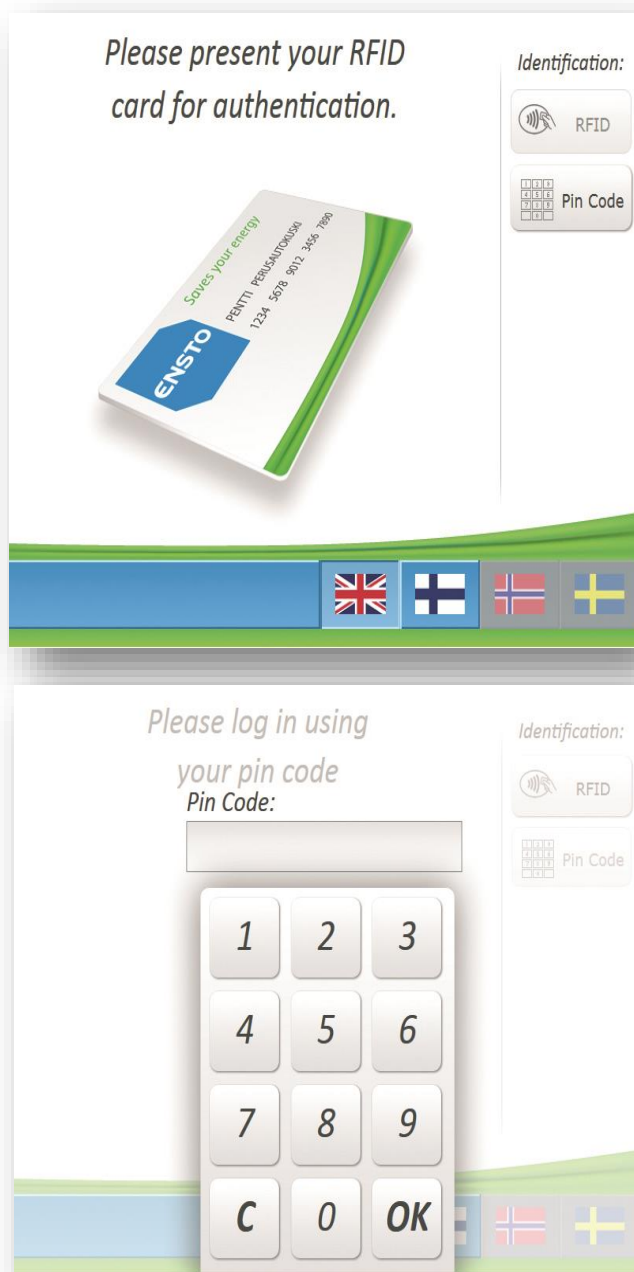 Please present your RFID
card for authentication.
Identification:
RFID
Pin Code
Saves your energy
PENTTI PERUSAUTOKUSKI
1234 5678 9012 3456 7890
ENSTO
Please log in using
your pin code
Pin Code:
Identification:
RFID
Pin Code
1 2 3
4 5 6
7 8 9
C 0 OK